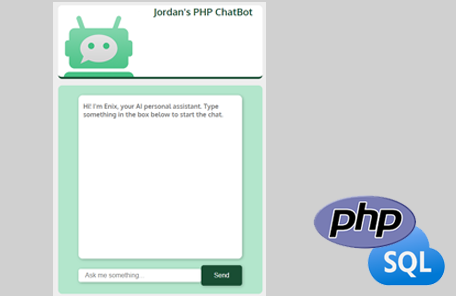 Jordan's PHP ChatBot
Hi! I'm Enix, your AI personal assistant. Type
something in the box below to start the chat.
Ask me something...
Send
php
SQL